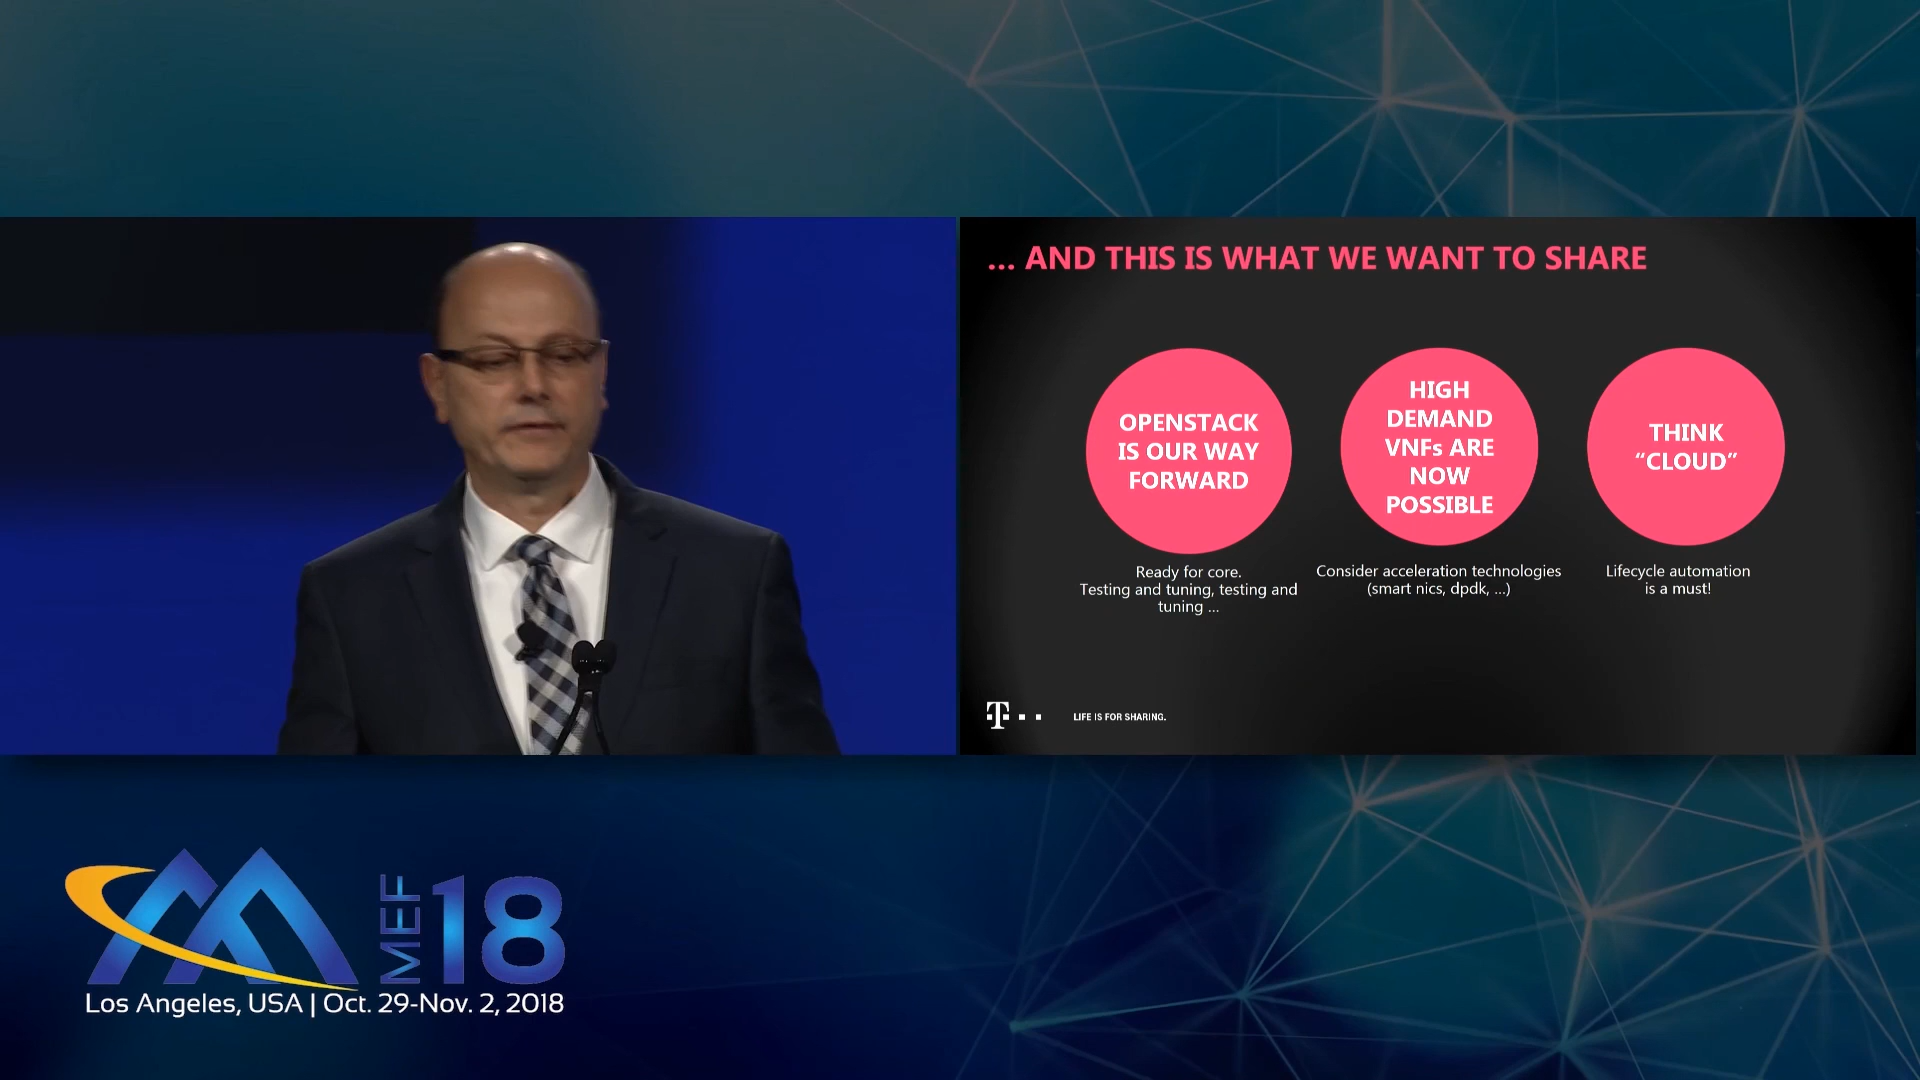 ... AND THIS IS WHAT WE WANT TO SHARE
OPENSTACK
IS OUR WAY
FORWARD
Ready for core.
Testing and tuning, testing and
tuning ...
HIGH
DEMAND
VNFs ARE
NOW
POSSIBLE
Consider acceleration technologies
(smart nics, dpdk, ...)
THINK
“CLOUD”
Lifecycle automation
is a must!
T
LIFE IS FOR SHARING.
MEF 18
Los Angeles, USA | Oct. 29-Nov. 2, 2018